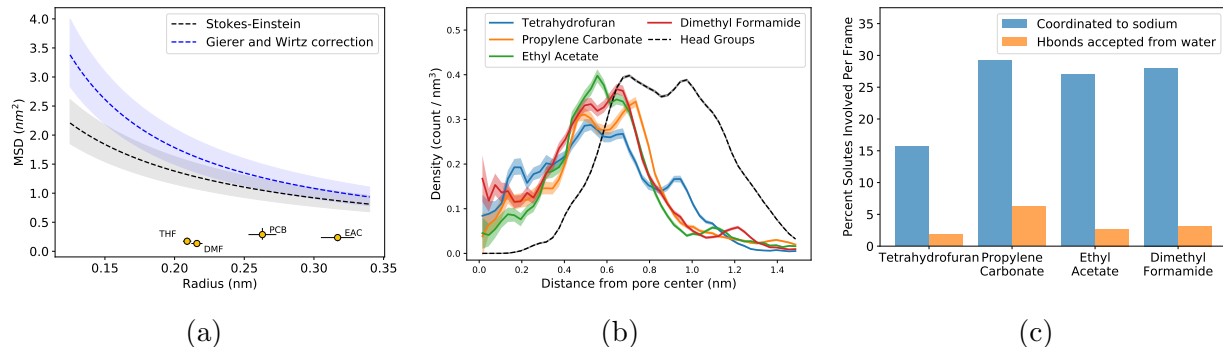 Stokes-Einstein
Gierer and Wirtz correction
MSD (nm²)
4.0
3.5
3.0
2.5
2.0
1.5
1.0
0.5
0.0
THF
DMF
PCB
EAC
0.15 0.20 0.25 0.30 0.35
Radius (nm)
(a)
Tetrahydrofuran
Propylene Carbonate
Ethyl Acetate
Dimethyl Formamide
Head Groups
Density (count / nm³)
0.4
0.3
0.2
0.1
0.0
0.0 0.2 0.4 0.6 0.8 1.0 1.2 1.4
Distance from pore center (nm)
(b)
Coordinated to sodium
Hbonds accepted from water
Percent Solutes Involved Per Frame
35
30
25
20
15
10
5
0
Tetrahydrofuran
Propylene
Carbonate
Ethyl
Acetate
Dimethyl
Formamide
(c)